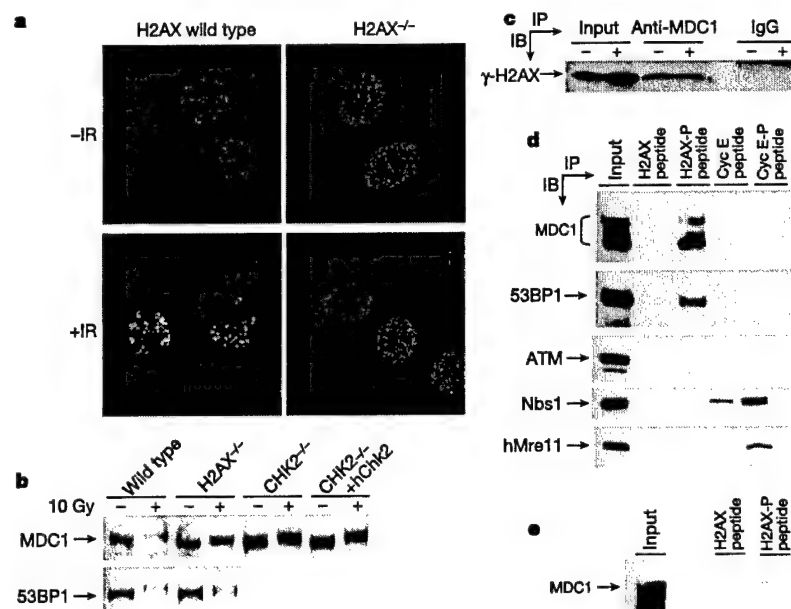 a
H2AX wild type
H2AX-/-
–IR
+IR
b
Wild type
H2AX-/-
CHK2-/-
CHK2-/-
+hChk2
10 Gy
– + – + – + – +
MDC1
53BP1
c
IP
IB
Input
Anti-MDC1
IgG
– + – + – +
γ-H2AX
d
IP
IB
Input
H2AX peptide
H2AX-P peptide
Cyc E peptide
Cyc E-P peptide
MDC1
53BP1
ATM
Nbs1
hMre11
e
Input
H2AX peptide
H2AX-P peptide
MDC1